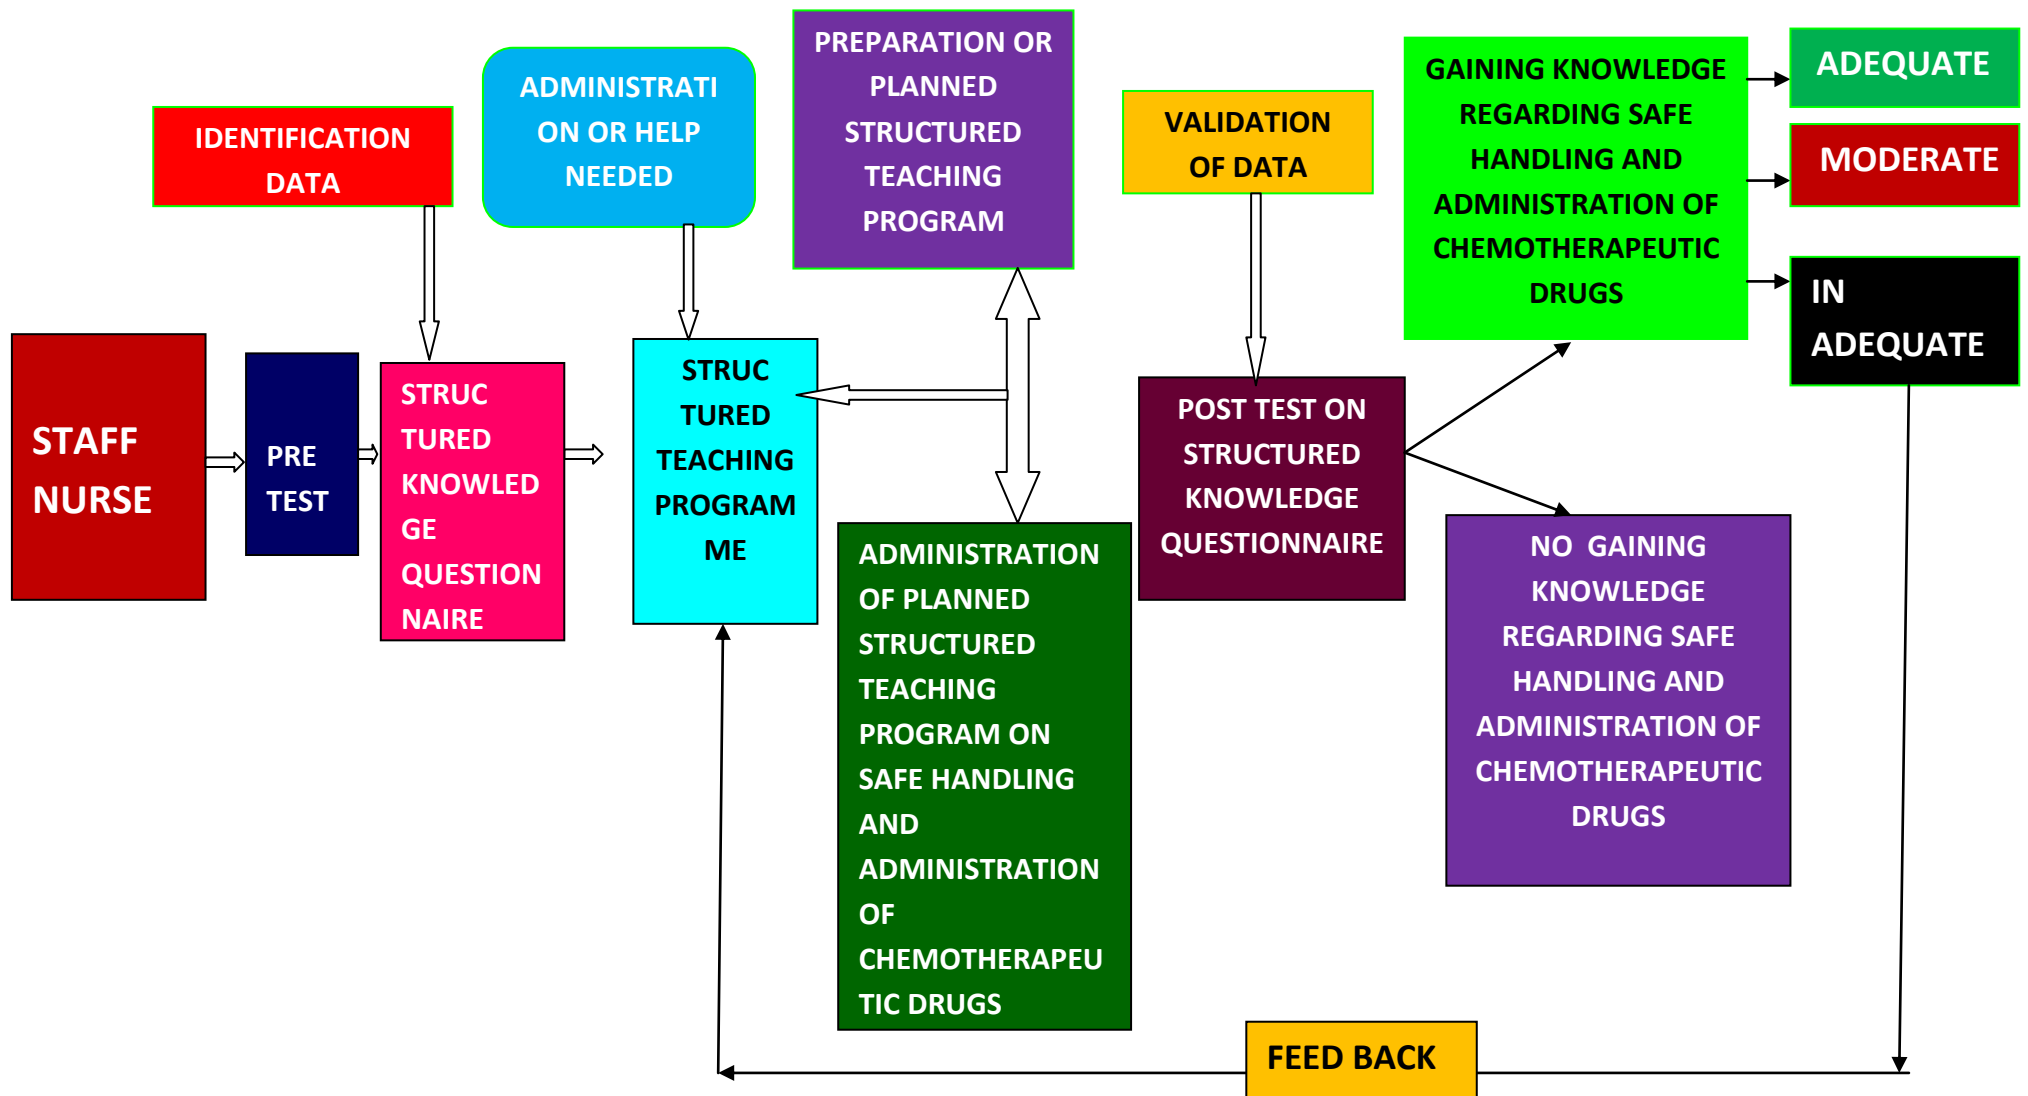 IDENTIFICATION
DATA
ADMINISTRATI
ON OR HELP
NEEDED
PREPARATION OR
PLANNED
STRUCTURED
TEACHING
PROGRAM
VALIDATION
OF DATA
GAINING KNOWLEDGE
REGARDING SAFE
HANDLING AND
ADMINISTRATION OF
CHEMOTHERAPEUTIC
DRUGS
ADEQUATE
MODERATE
IN
ADEQUATE
STAFF
NURSE
PRE
TEST
STRUC
TURED
KNOWLED
GE
QUESTION
NAIRE
STRUC
TURED
TEACHING
PROGRAM
ME
ADMINISTRATION
OF PLANNED
STRUCTURED
TEACHING
PROGRAM ON
SAFE HANDLING
AND
ADMINISTRATION
OF
CHEMOTHERAPEU
TIC DRUGS
POST TEST ON
STRUCTURED
KNOWLEDGE
QUESTIONNAIRE
NO  GAINING
KNOWLEDGE
REGARDING SAFE
HANDLING AND
ADMINISTRATION OF
CHEMOTHERAPEUTIC
DRUGS
FEED BACK